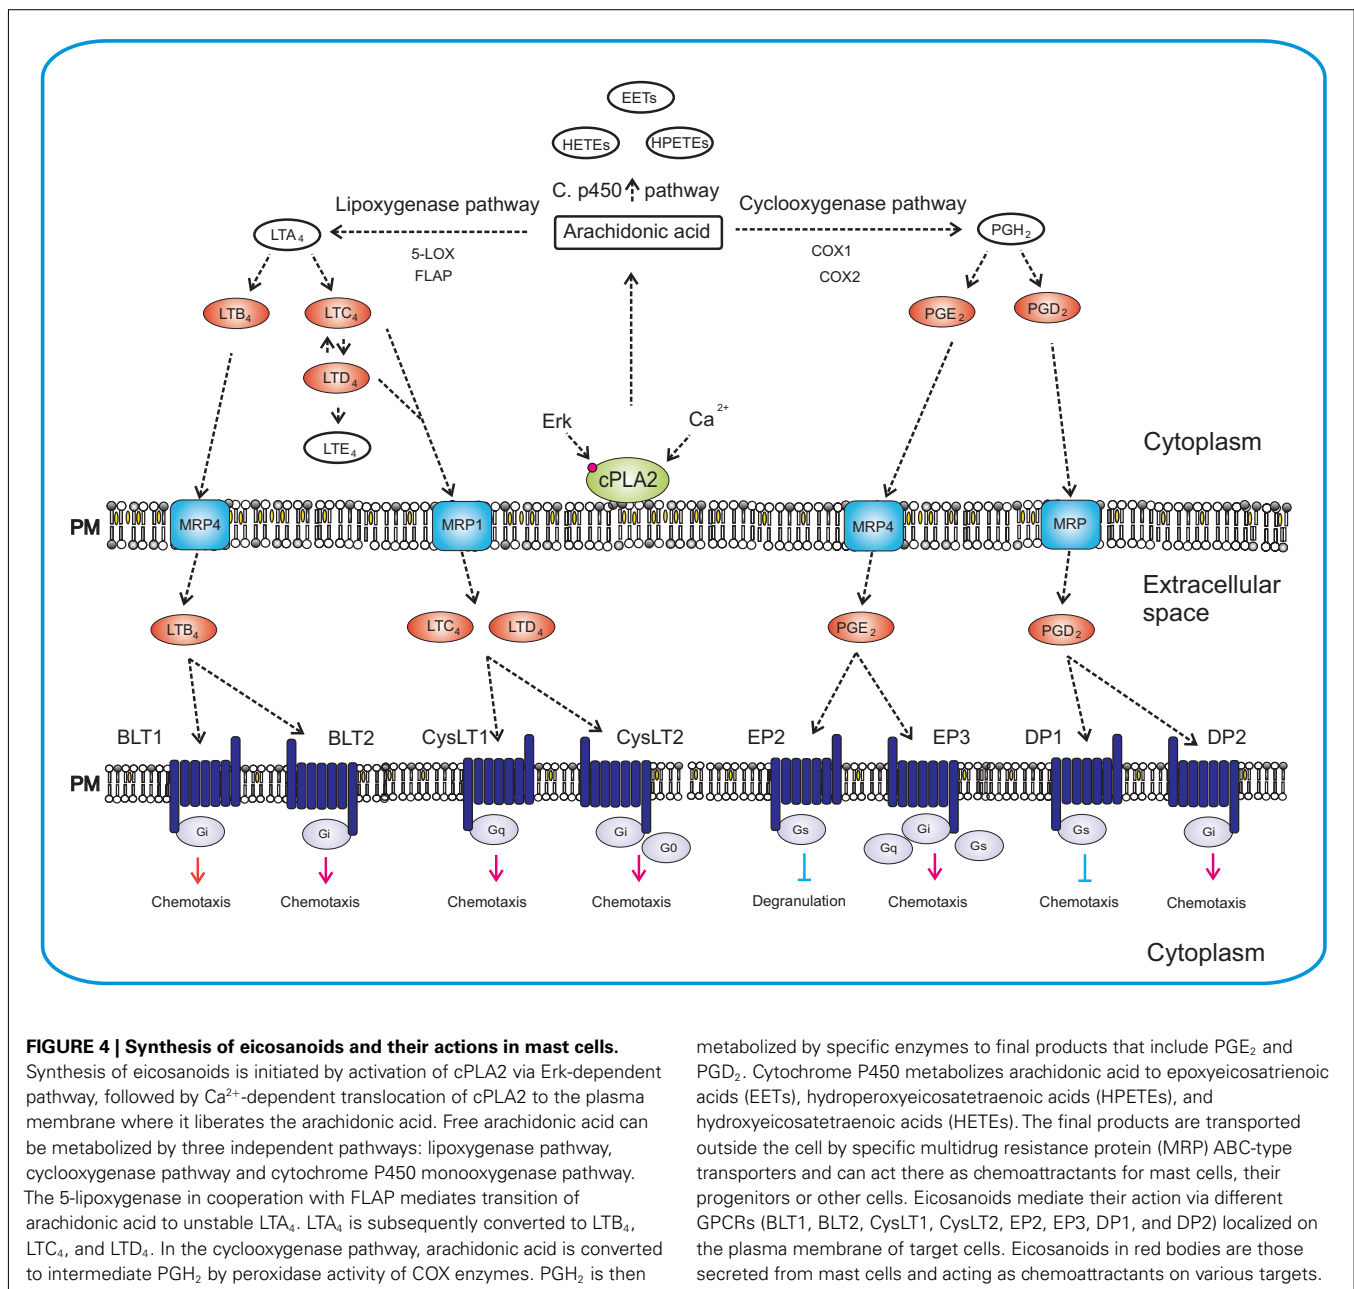 EETs
HETEs
HPETEs
C. p450 pathway
Lipoxygenase pathway
Cyclooxygenase pathway
LTA4
Arachidonic acid
PGH2
5-LOX
FLAP
COX1
COX2
LTB4
LTC4
PGE2
PGD2
LTD4
Erk
Ca2+
LTE4
Cytoplasm
cPLA2
PM
MRP4
MRP1
MRP4
MRP
Extracellular
space
LTB4
LTC4
LTD4
PGE2
PGD2
BLT1
BLT2
CysLT1
CysLT2
EP2
EP3
DP1
DP2
PM
Gi
Gi
Gq
Gi
G0
Gs
Gq
Gi
Gs
Gs
Gi
Chemotaxis
Chemotaxis
Chemotaxis
Chemotaxis
Degranulation
Chemotaxis
Chemotaxis
Chemotaxis
Cytoplasm
FIGURE 4 | Synthesis of eicosanoids and their actions in mast cells.
Synthesis of eicosanoids is initiated by activation of cPLA2 via Erk-dependent
pathway, followed by Ca2+-dependent translocation of cPLA2 to the plasma
membrane where it liberates the arachidonic acid. Free arachidonic acid can
be metabolized by three independent pathways: lipoxygenase pathway,
cyclooxygenase pathway and cytochrome P450 monooxygenase pathway.
The 5-lipoxygenase in cooperation with FLAP mediates transition of
arachidonic acid to unstable LTA4. LTA4 is subsequently converted to LTB4,
LTC4, and LTD4. In the cyclooxygenase pathway, arachidonic acid is converted
to intermediate PGH2 by peroxidase activity of COX enzymes. PGH2 is then
metabolized by specific enzymes to final products that include PGE2 and
PGD2. Cytochrome P450 metabolizes arachidonic acid to epoxyeicosatrienoic
acids (EETs), hydroperoxyeicosatetraenoic acids (HPETEs), and
hydroxyeicosatetraenoic acids (HETEs). The final products are transported
outside the cell by specific multidrug resistance protein (MRP) ABC-type
transporters and can act there as chemoattractants for mast cells, their
progenitors or other cells. Eicosanoids mediate their action via different
GPCRs (BLT1, BLT2, CysLT1, CysLT2, EP2, EP3, DP1, and DP2) localized on
the plasma membrane of target cells. Eicosanoids in red bodies are those
secreted from mast cells and acting as chemoattractants on various targets.